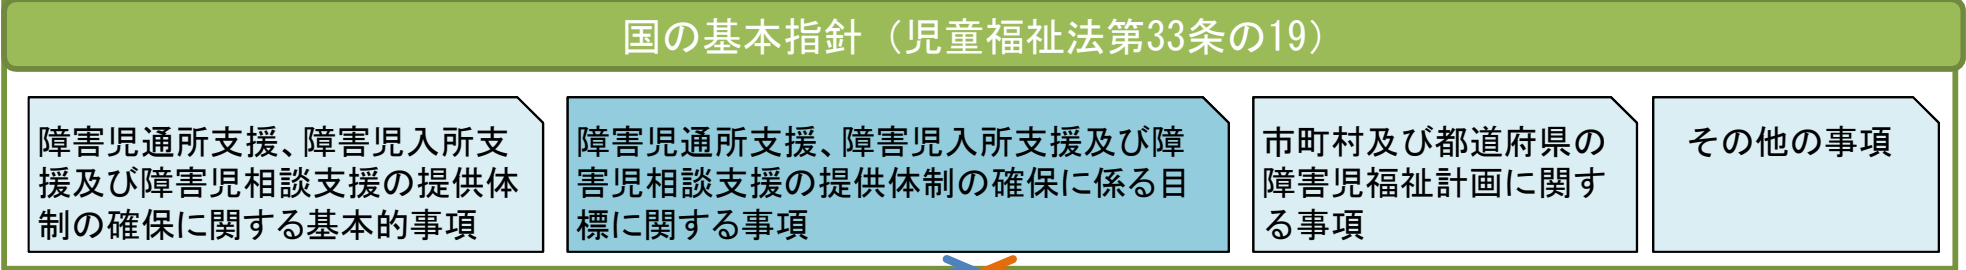 国の基本指針（児童福祉法第33条の19）
障害児通所支援、障害児入所支
援及び障害児相談支援の提供体
制の確保に関する基本的事項
障害児通所支援、障害児入所支援及び障
害児相談支援の提供体制の確保に係る目
標に関する事項
市町村及び都道府県の
障害児福祉計画に関す
る事項
その他の事項